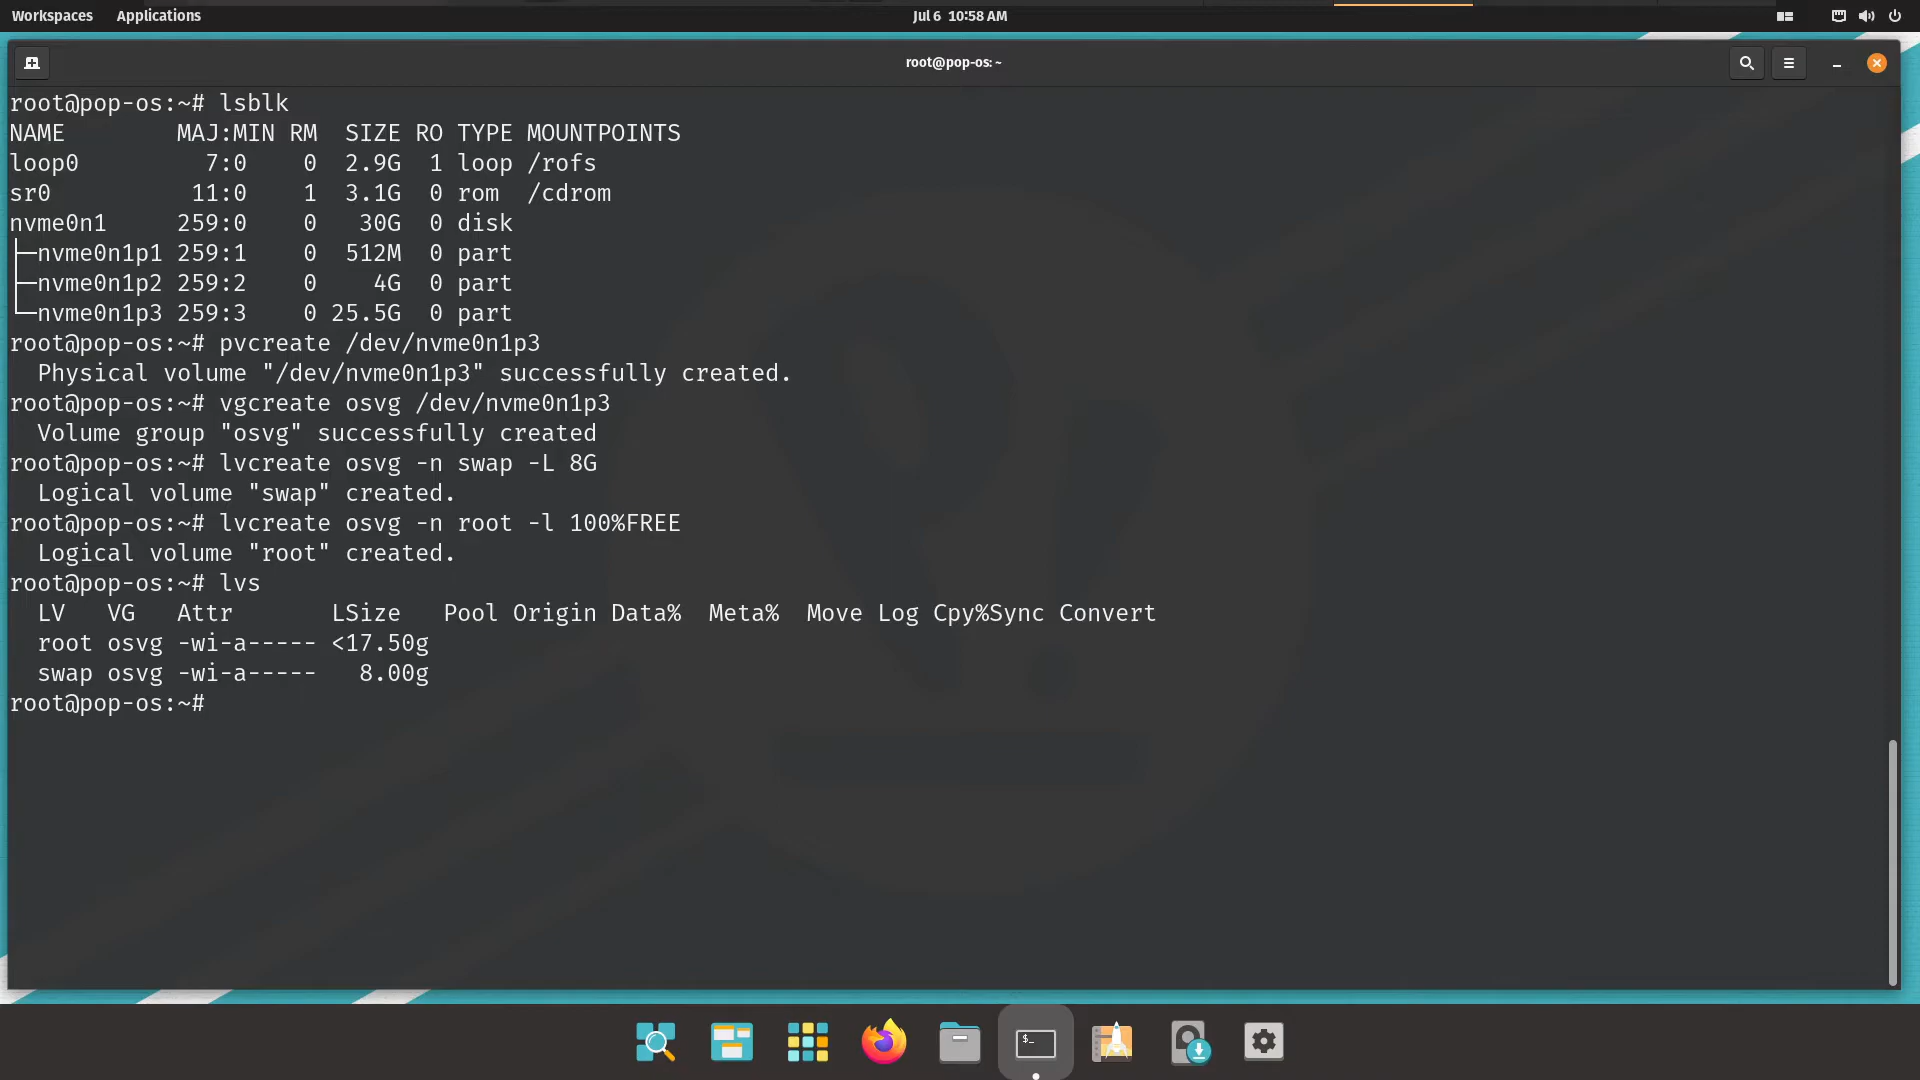 Workspaces Applications Jul 6 10:58 AM
root@pop-os: ~
root@pop-os:~# lsblk
NAME        MAJ:MIN RM  SIZE RO TYPE MOUNTPOINTS
loop0         7:0    0  2.9G  1 loop /rofs
sr0          11:0    1  3.1G  0 rom  /cdrom
nvme0n1     259:0    0   30G  0 disk
├─nvme0n1p1 259:1    0  512M  0 part
├─nvme0n1p2 259:2    0    4G  0 part
└─nvme0n1p3 259:3    0 25.5G  0 part
root@pop-os:~# pvcreate /dev/nvme0n1p3
  Physical volume "/dev/nvme0n1p3" successfully created.
root@pop-os:~# vgcreate osvg /dev/nvme0n1p3
  Volume group "osvg" successfully created
root@pop-os:~# lvcreate osvg -n swap -L 8G
  Logical volume "swap" created.
root@pop-os:~# lvcreate osvg -n root -l 100%FREE
  Logical volume "root" created.
root@pop-os:~# lvs
  LV   VG   Attr       LSize   Pool Origin Data%  Meta%  Move Log Cpy%Sync Convert
  root osvg -wi-a----- <17.50g
  swap osvg -wi-a-----   8.00g
root@pop-os:~#
$_